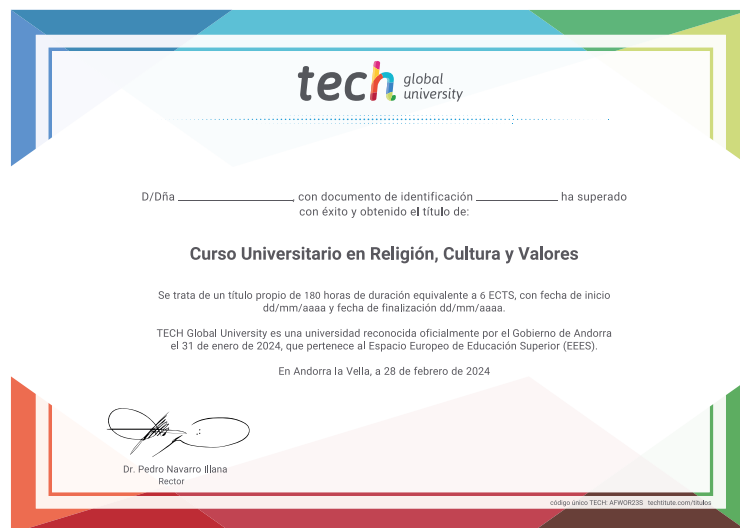 tech global university
D/Dña ____________________, con documento de identificación ______________ ha superado
con éxito y obtenido el título de:
Curso Universitario en Religión, Cultura y Valores
Se trata de un título propio de 180 horas de duración equivalente a 6 ECTS, con fecha de inicio
dd/mm/aaaa y fecha de finalización dd/mm/aaaa.
TECH Global University es una universidad reconocida oficialmente por el Gobierno de Andorra
el 31 de enero de 2024, que pertenece al Espacio Europeo de Educación Superior (EEES).
En Andorra la Vella, a 28 de febrero de 2024
Dr. Pedro Navarro Illana
Rector
código único TECH: AFWOR23S techtitute.com/titulos